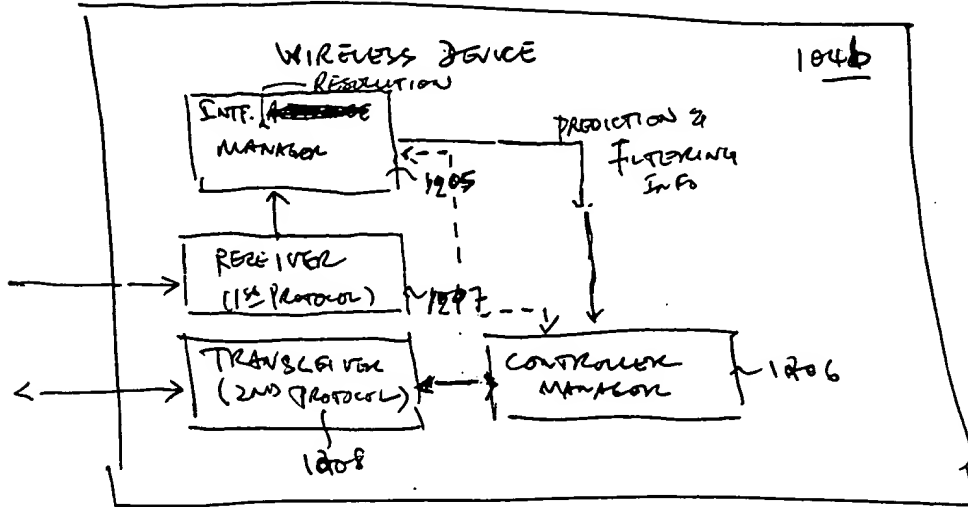 WIRELESS DEVICE
104b
RESOLUTION
INTF.
MANAGER
PREDICTION &
FILTERING
INFO
1205
RECEIVER
(1st PROTOCOL)
1207
TRANSCEIVER
(2ND PROTOCOL)
CONTROLLER
MANAGER
1206
1208